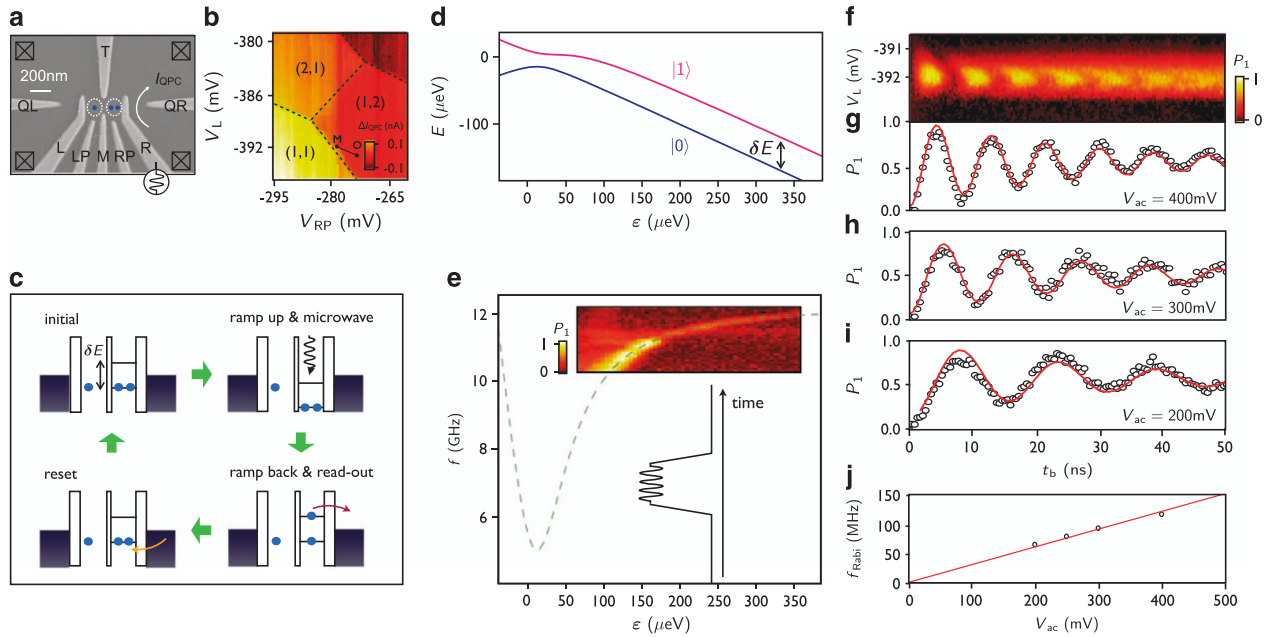 a
T
200nm
I_QPC
QL
QR
L
LP
M
RP
R
b
V_L (mV)
-380
-386
-392
(2,1)
(1,2)
(1,1)
M
O
ΔI_QPC (nA)
0.1
-0.1
-295
-280
-265
V_RP (mV)
c
initial
δE
ramp up & microwave
reset
ramp back & read-out
d
E (μeV)
0
-100
|1⟩
|0⟩
δE
0 50 100 150 200 250 300 350
ε (μeV)
e
f (GHz)
12
10
8
6
P_1
1
0
time
0 50 100 150 200 250 300 350
ε (μeV)
f
V_L (mV)
-391
-392
P_1
1
0
g
P_1
1.0
0.5
0.0
V_ac = 400mV
h
P_1
1.0
0.5
0.0
V_ac = 300mV
i
P_1
1.0
0.5
0.0
V_ac = 200mV
0 10 20 30 40 50
t_b (ns)
j
f_Rabi (MHz)
150
100
50
0
0 100 200 300 400 500
V_ac (mV)